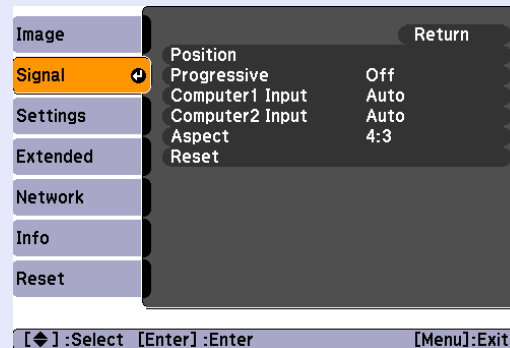 Image
Signal
Settings
Extended
Network
Info
Reset
Return
Position
Progressive Off
Computer1 Input Auto
Computer2 Input Auto
Aspect 4:3
Reset
[◆] :Select [Enter] :Enter [Menu]:Exit